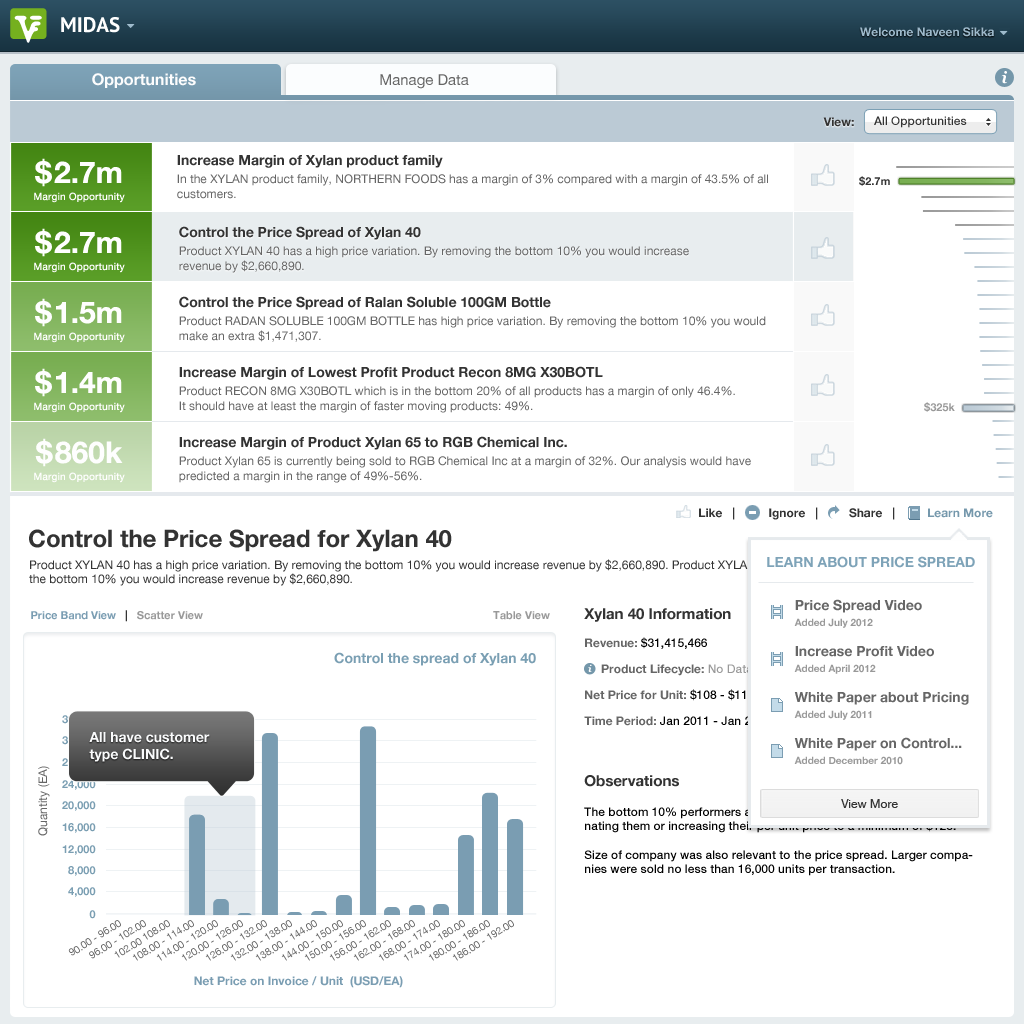 VF MIDAS
Welcome Naveen Sikka
Opportunities
Manage Data
i
View: All Opportunities
$2.7m
Margin Opportunity
Increase Margin of Xylan product family
In the XYLAN product family, NORTHERN FOODS has a margin of 3% compared with a margin of 43.5% of all
customers.
$2.7m
$2.7m
Margin Opportunity
Control the Price Spread of Xylan 40
Product XYLAN 40 has a high price variation. By removing the bottom 10% you would increase
revenue by $2,660,890.
$1.5m
Margin Opportunity
Control the Price Spread of Ralan Soluble 100GM Bottle
Product RADAN SOLUBLE 100GM BOTTLE has high price variation. By removing the bottom 10% you would
make an extra $1,471,307.
$1.4m
Margin Opportunity
Increase Margin of Lowest Profit Product Recon 8MG X30BOTL
Product RECON 8MG X30BOTL which is in the bottom 20% of all products has a margin of only 46.4%.
It should have at least the margin of faster moving products: 49%.
$325k
$860k
Margin Opportunity
Increase Margin of Product Xylan 65 to RGB Chemical Inc.
Product Xylan 65 is currently being sold to RGB Chemical Inc at a margin of 32%. Our analysis would have
predicted a margin in the range of 49%-56%.
Like | Ignore | Share | Learn More
Control the Price Spread for Xylan 40
Product XYLAN 40 has a high price variation. By removing the bottom 10% you would increase revenue by $2,660,890. Product XYLA
the bottom 10% you would increase revenue by $2,660,890.
Price Band View | Scatter View
Table View
Control the spread of Xylan 40
Quantity (EA)
All have customer
type CLINIC.
24,000
20,000
16,000
12,000
8,000
4,000
0
90.00 - 96.00
96.00 - 102.00
102.00 108.00
108.00 - 114.00
114.00 - 120.00
120.00 - 126.00
126.00 - 132.00
132.00 - 138.00
138.00 - 144.00
144.00 - 150.00
150.00 - 156.00
156.00 - 162.00
162.00 - 168.00
168.00 - 174.00
174.00 - 180.00
180.00 - 186.00
186.00 - 192.00
Net Price on Invoice / Unit (USD/EA)
Xylan 40 Information
Revenue: $31,415,466
i Product Lifecycle: No Data
Net Price for Unit: $108 - $11
Time Period: Jan 2011 - Jan 2
Observations
The bottom 10% performers a
nating them or increasing their per unit price to a minimum of $123.
Size of company was also relevant to the price spread. Larger compa-
nies were sold no less than 16,000 units per transaction.
LEARN ABOUT PRICE SPREAD
Price Spread Video
Added July 2012
Increase Profit Video
Added April 2012
White Paper about Pricing
Added July 2011
White Paper on Control...
Added December 2010
View More